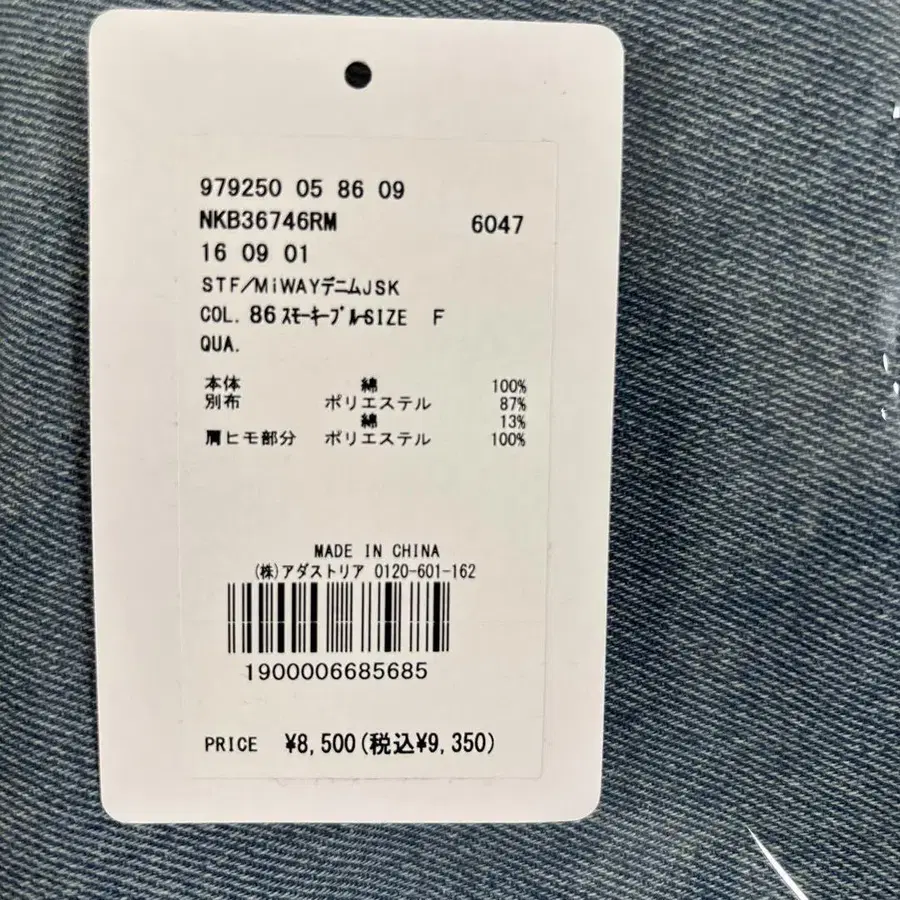 979250 05 86 09
NKB36746RM 6047
16 09 01
STF/MiWAYデニムJSK
COL. 86 ｽﾓｰｷｰﾌﾞﾙｰSIZE F
QUA.
本体 綿 100%
別布 ポリエステル 87%
綿 13%
肩ヒモ部分 ポリエステル 100%
MADE IN CHINA
(株)アダストリア 0120-601-162
1900006685685
PRICE ¥8,500(税込¥9,350)